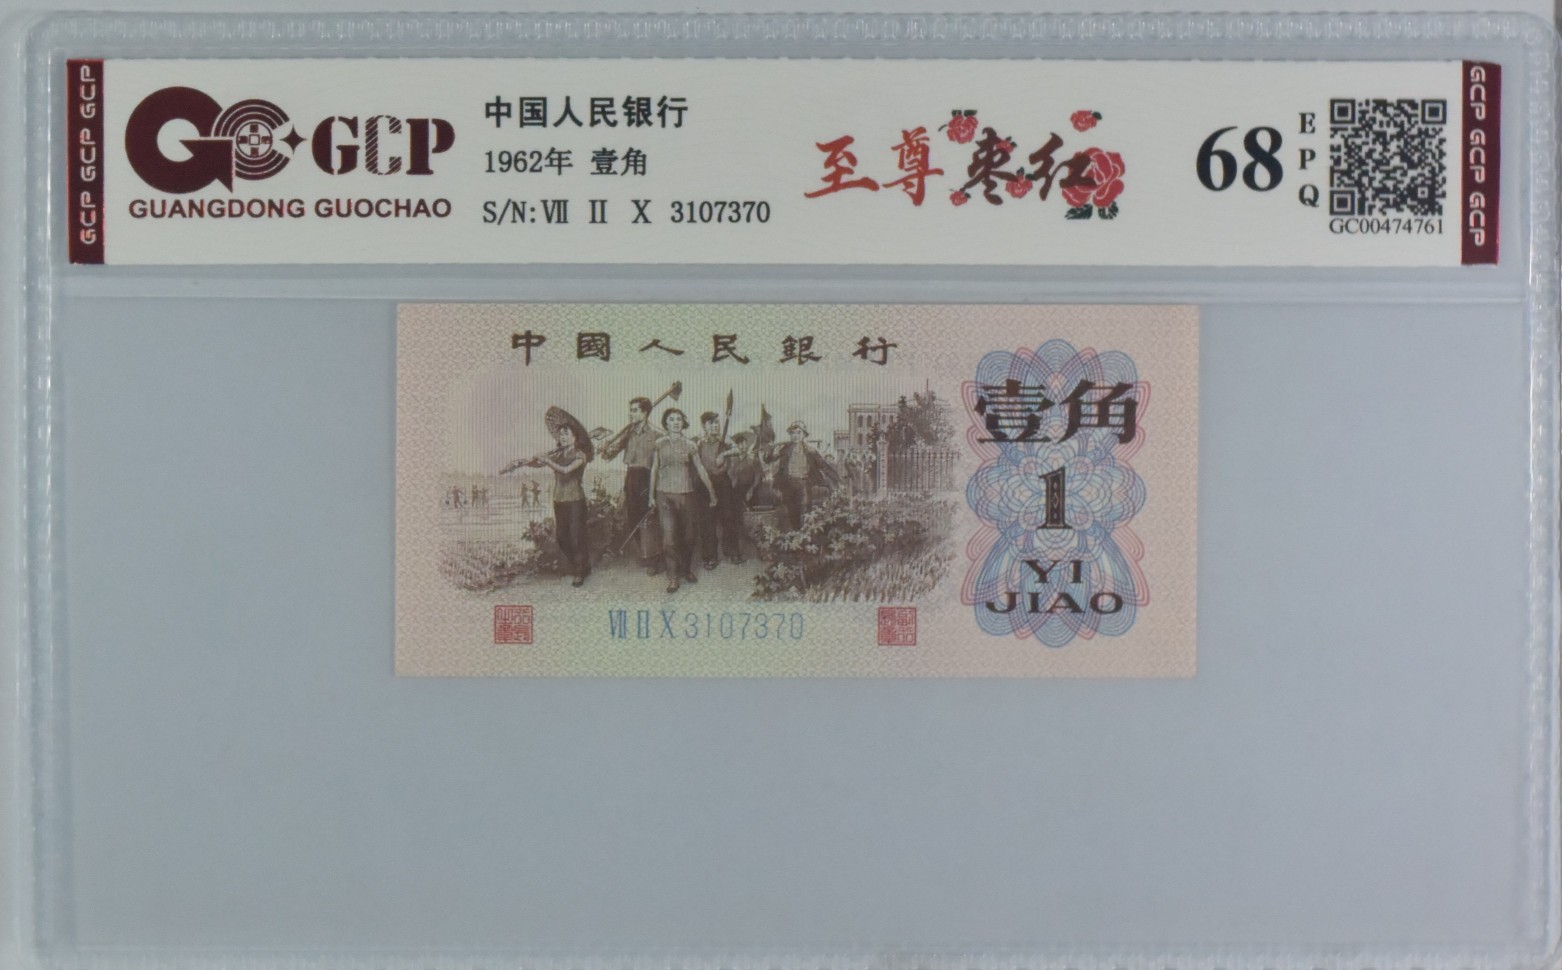 GCP GCP GCP
GCP
GUANGDONG GUOCHAO
中国人民银行
1962年 壹角
S/N: Ⅶ Ⅱ Ⅹ 3107370
至尊枣红
68
EPQ
GC00474761
GCP GCP GCP
中國人民銀行
壹角
1
YI
JIAO
Ⅶ Ⅱ Ⅹ 3107370